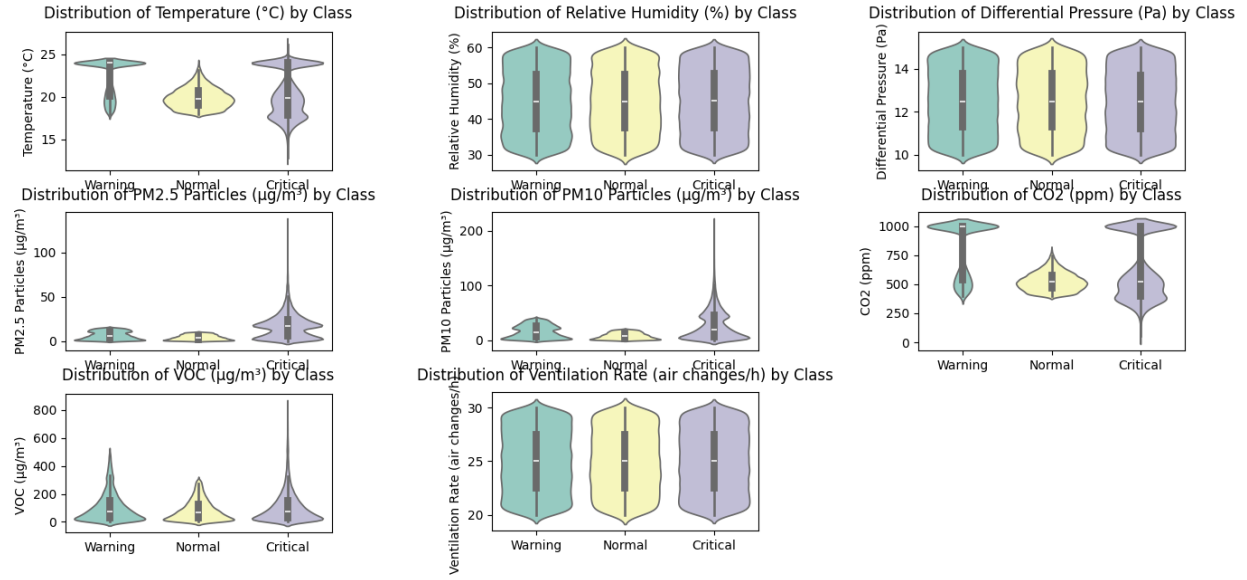 Distribution of Temperature (°C) by Class
Temperature (°C)
25
20
15
Warning
Normal
Critical
Distribution of Relative Humidity (%) by Class
Relative Humidity (%)
60
50
40
30
Warning
Normal
Critical
Distribution of Differential Pressure (Pa) by Class
Differential Pressure (Pa)
14
12
10
Warning
Normal
Critical
Distribution of PM2.5 Particles (µg/m³) by Class
PM2.5 Particles (µg/m³)
100
50
0
Warning
Normal
Critical
Distribution of PM10 Particles (µg/m³) by Class
PM10 Particles (µg/m³)
200
100
0
Warning
Normal
Critical
Distribution of CO2 (ppm) by Class
CO2 (ppm)
1000
750
500
250
0
Warning
Normal
Critical
Distribution of VOC (µg/m³) by Class
VOC (µg/m³)
800
600
400
200
0
Warning
Normal
Critical
Distribution of Ventilation Rate (air changes/h) by Class
Ventilation Rate (air changes/h)
30
25
20
Warning
Normal
Critical